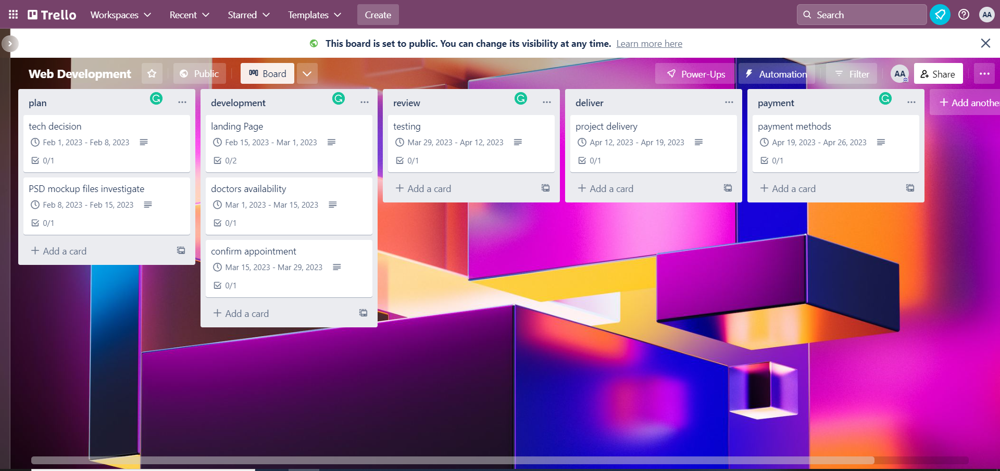 Trello Workspaces Recent Starred Templates Create Search AA
This board is set to public. You can change its visibility at any time. Learn more here
Web Development Public Board Power-Ups Automation Filter AA Share
plan
tech decision
Feb 1, 2023 - Feb 8, 2023
0/1
PSD mockup files investigate
Feb 8, 2023 - Feb 15, 2023
0/1
+ Add a card
development
landing Page
Feb 15, 2023 - Mar 1, 2023
0/2
doctors availability
Mar 1, 2023 - Mar 15, 2023
0/1
confirm appointment
Mar 15, 2023 - Mar 29, 2023
0/1
+ Add a card
review
testing
Mar 29, 2023 - Apr 12, 2023
0/1
+ Add a card
deliver
project delivery
Apr 12, 2023 - Apr 19, 2023
0/1
+ Add a card
payment
payment methods
Apr 19, 2023 - Apr 26, 2023
0/1
+ Add a card
+ Add another